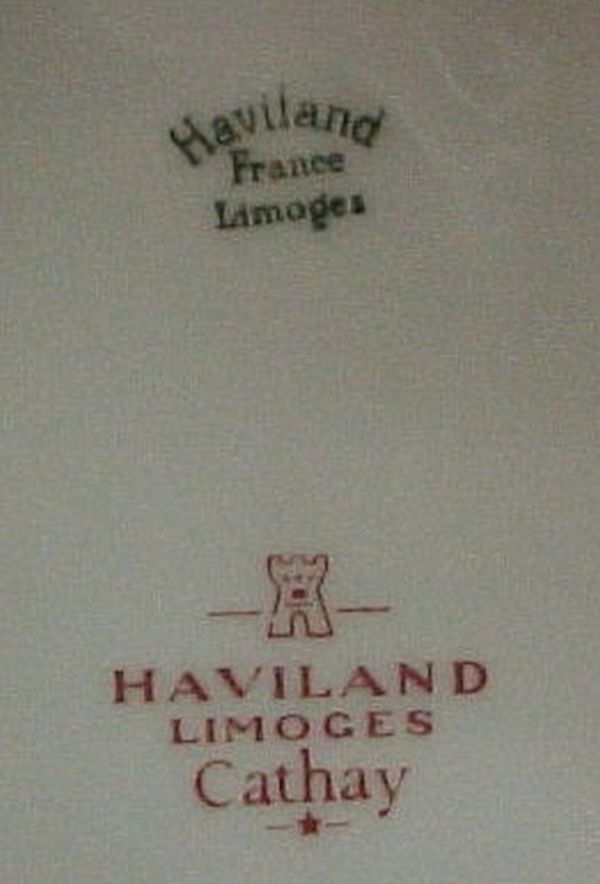 Haviland
France
Limoges
HAVILAND
LIMOGES
Cathay